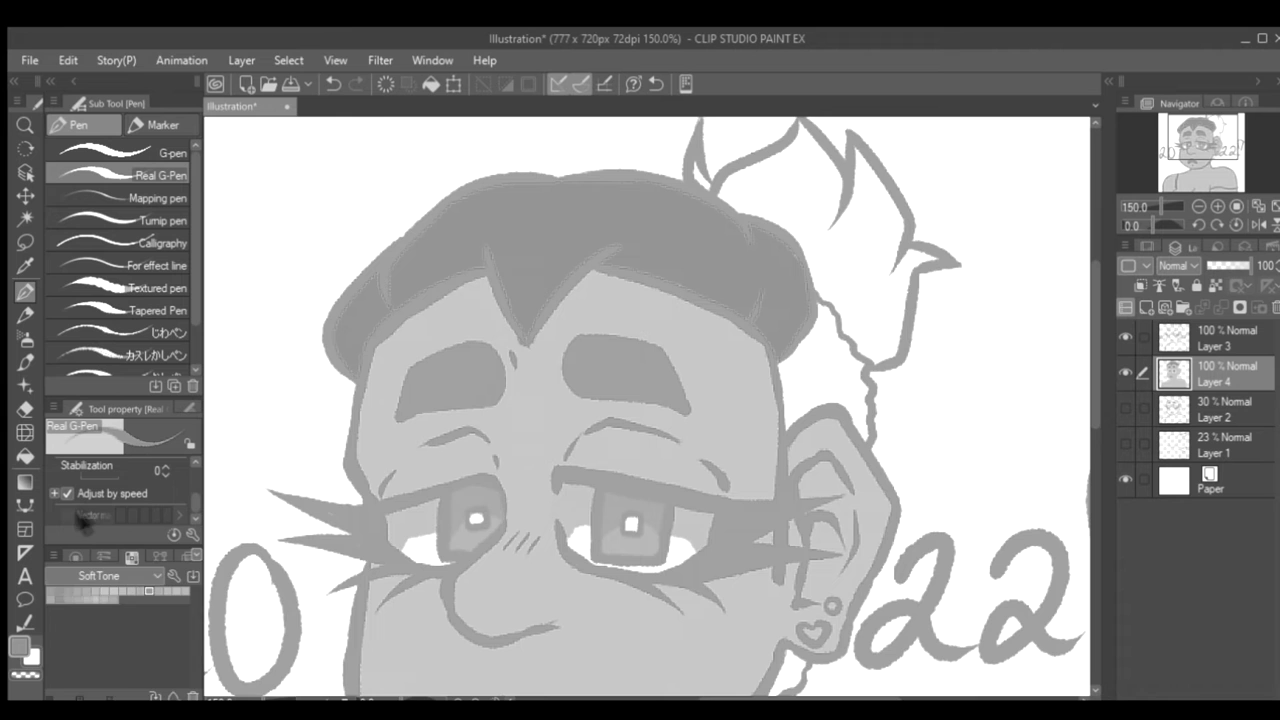 Illustration* (777 x 720px 72dpi 150.0%) - CLIP STUDIO PAINT EX
File Edit Story(P) Animation Layer Select View Filter Window Help
Sub Tool [Pen]
Illustration*
Navigator
Pen Marker
G-pen
Real G-Pen
Mapping pen
Turnip pen
Calligraphy
For effect line
Textured pen
Tapered Pen
じわペン
カスレかしペン
Tool property [Real
Real G-Pen
Stabilization 0
Adjust by speed
SoftTone
150.0
0.0
Normal 100
100 % Normal
Layer 3
100 % Normal
Layer 4
30 % Normal
Layer 2
23 % Normal
Layer 1
Paper
0 22